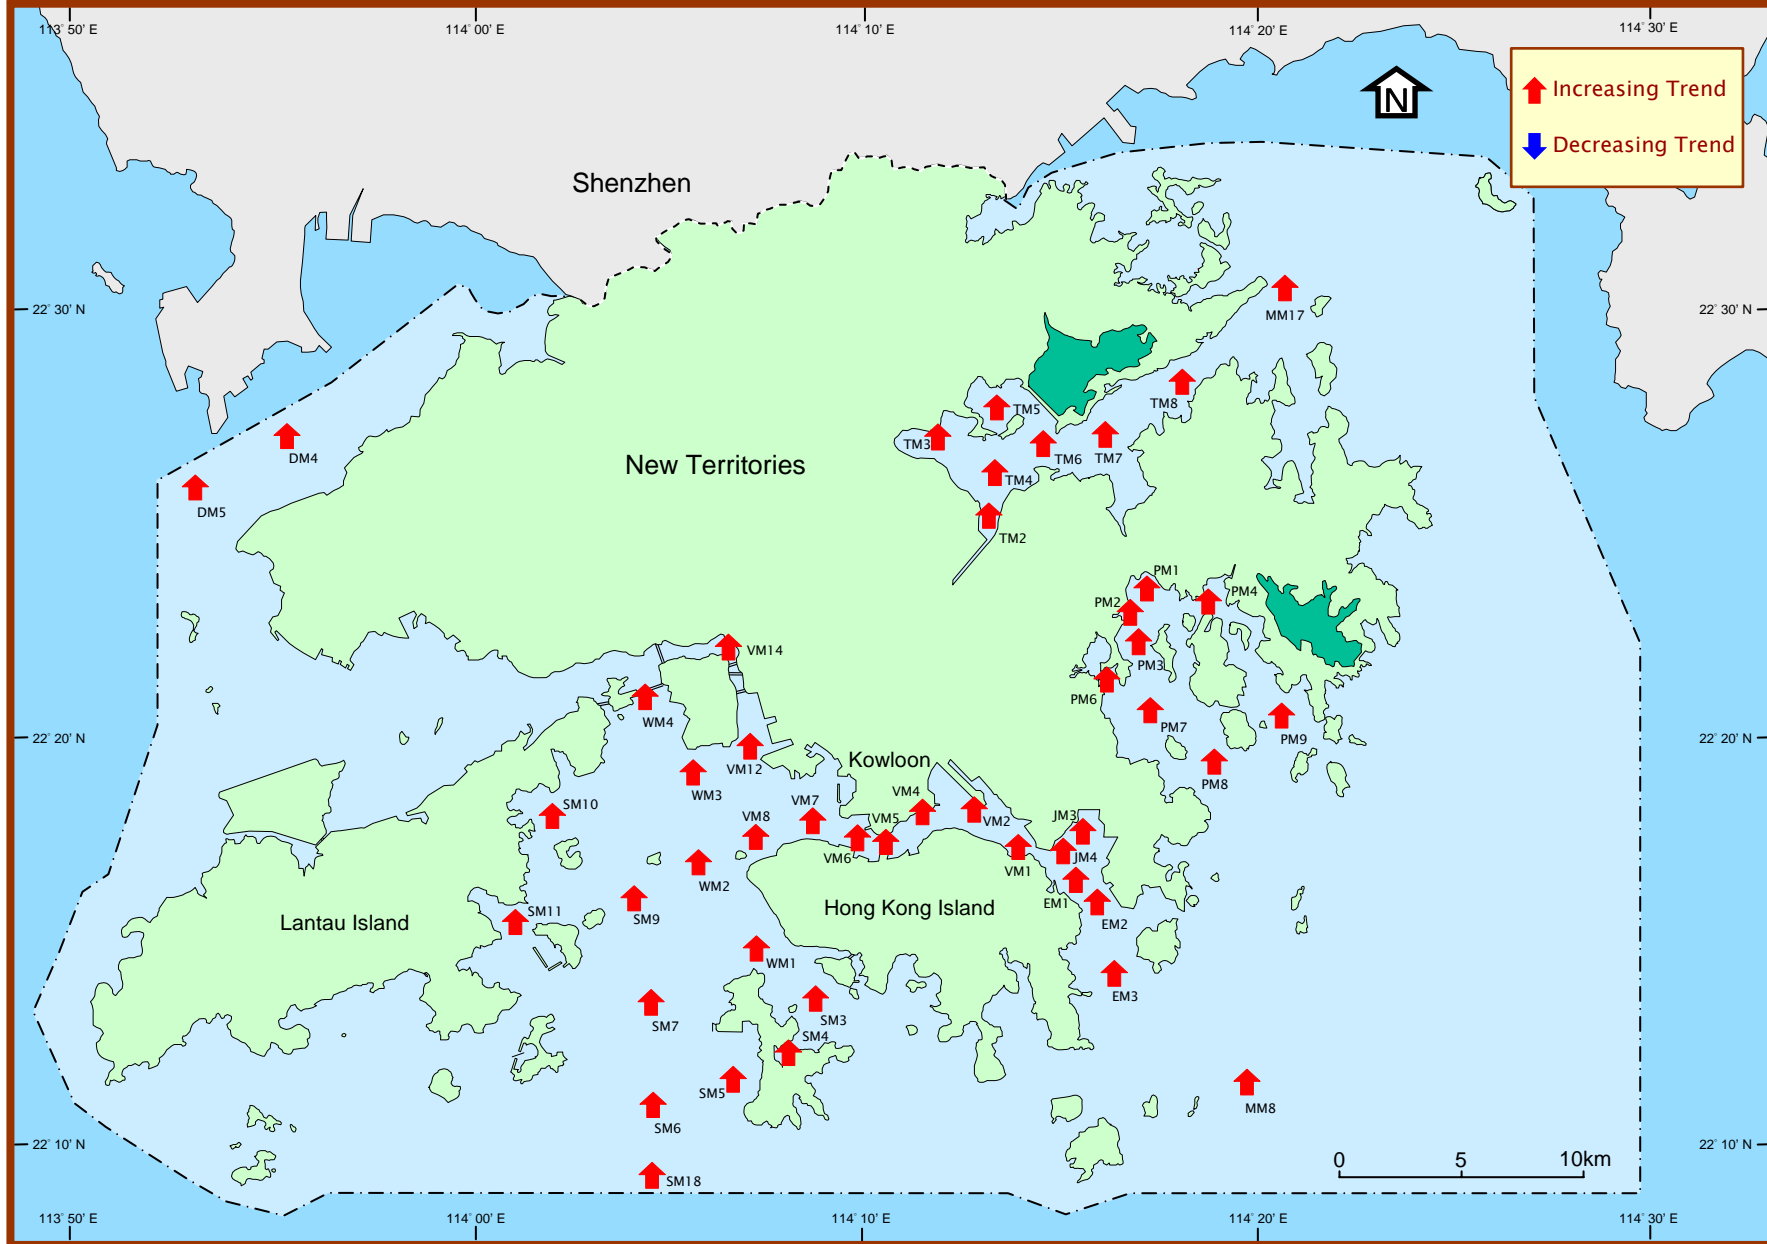 113° 50' E
114° 00' E
114° 10' E
114° 20' E
114° 30' E
Increasing Trend
Decreasing Trend
N
Shenzhen
22° 30' N
22° 30' N
MM17
TM8
TM5
TM3
TM6
TM7
DM4
New Territories
TM4
DM5
TM2
PM1
PM2
PM4
VM14
PM3
PM6
WM4
PM7
22° 20' N
22° 20' N
PM9
Kowloon
VM12
WM3
PM8
VM4
SM10
VM7
VM8
VM5
VM2
JM3
VM6
JM4
VM1
WM2
EM1
SM9
Hong Kong Island
SM11
Lantau Island
EM2
WM1
EM3
SM3
SM7
SM4
SM5
MM8
SM6
22° 10' N
22° 10' N
0 5 10km
SM18
113° 50' E
114° 00' E
114° 10' E
114° 20' E
114° 30' E